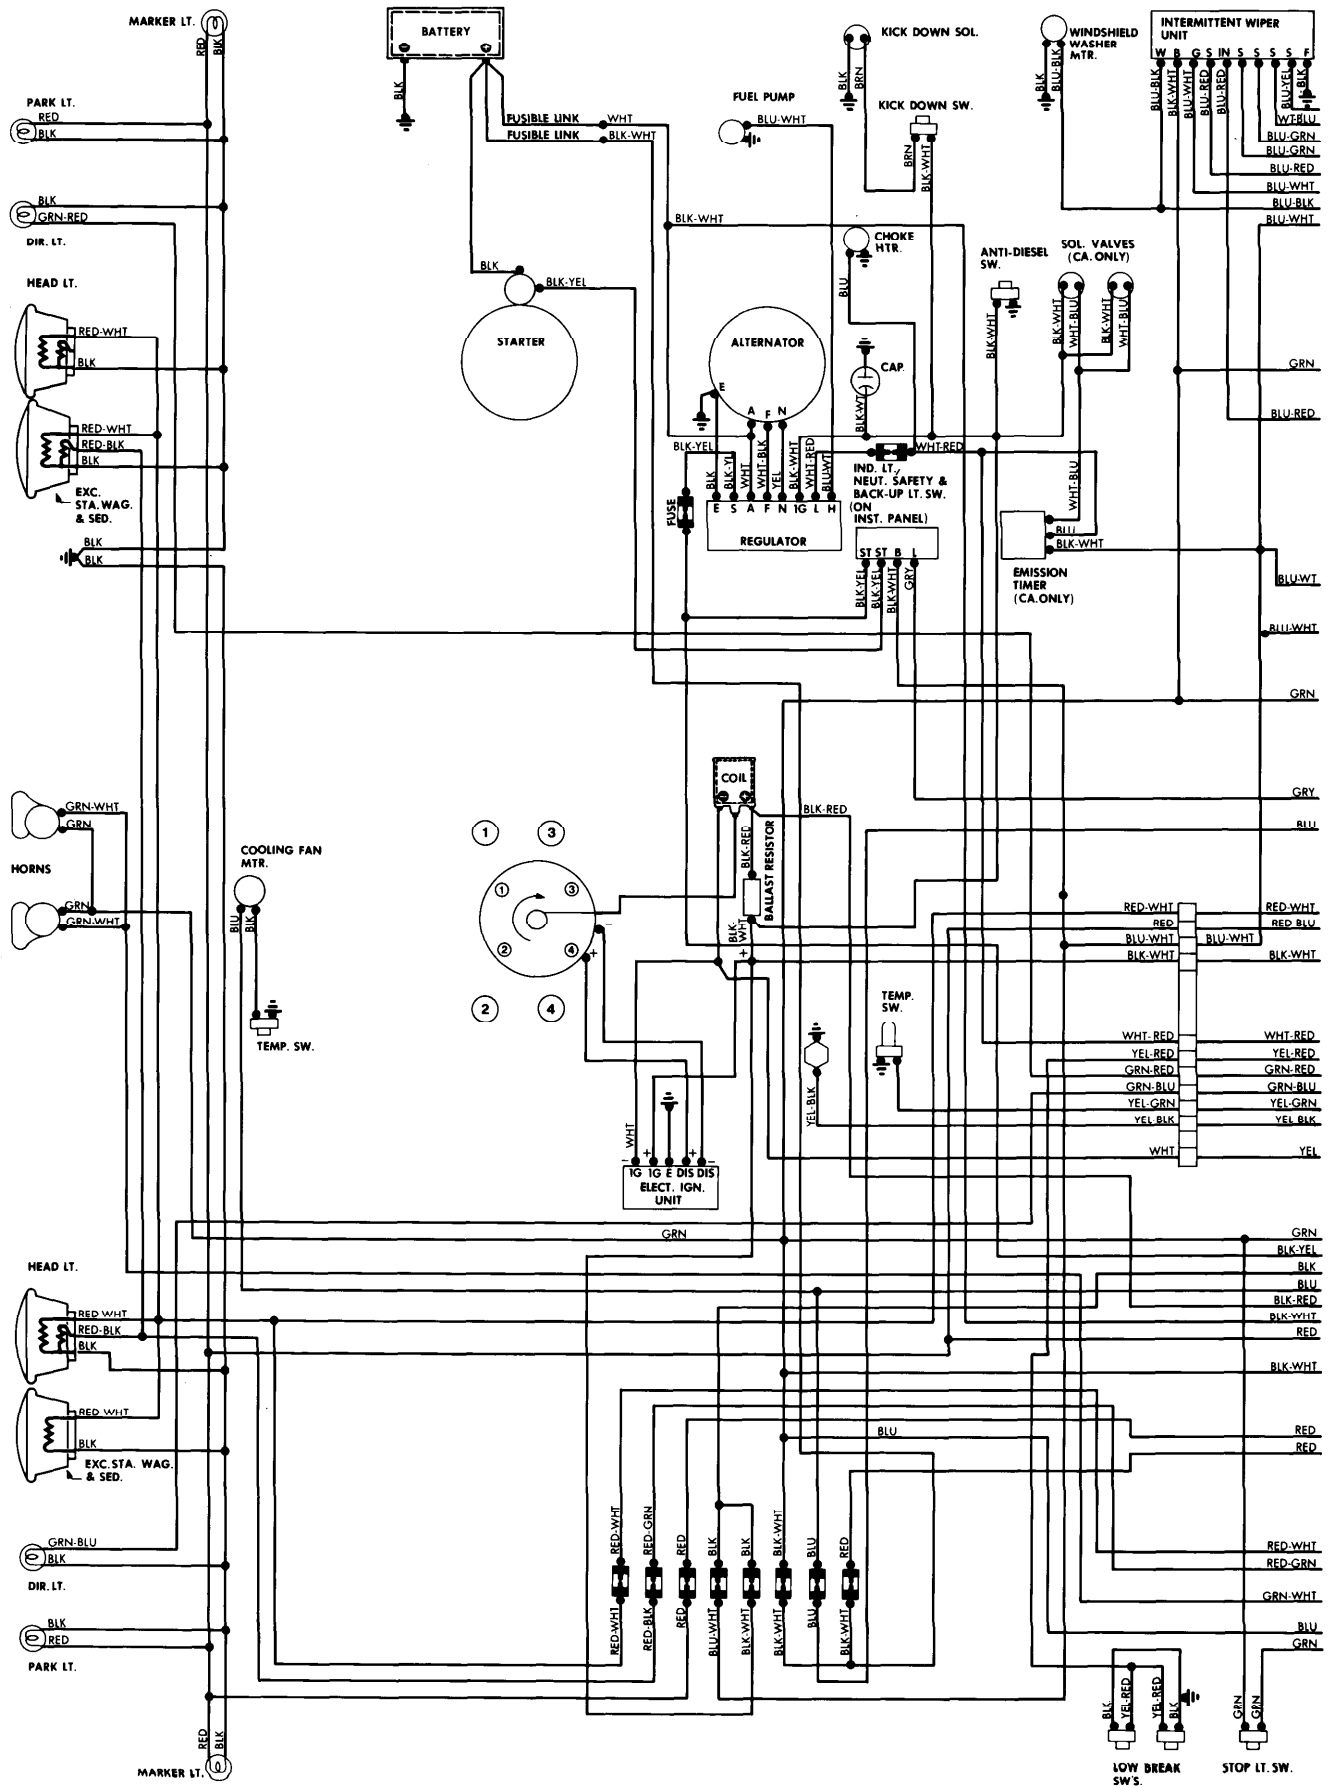 MARKER LT.
RED
BLK
BATTERY
BLK
KICK DOWN SOL.
BLK
BRN
WINDSHIELD
WASHER
MTR.
BLK
BLU-BLK
INTERMITTENT WIPER
UNIT
W B G S IN S S S S F
BLU-BLK
BLK-WHT
BLU-WHT
BLU-RED
BLU-RED
BLU-YEL
BLK
WT-BLU
BLU-GRN
BLU-GRN
BLU-RED
BLU-WHT
BLU-BLK
BLU-WHT
PARK LT.
RED
BLK
FUSIBLE LINK
WHT
FUSIBLE LINK
BLK-WHT
FUEL PUMP
BLU-WHT
KICK DOWN SW.
BRN
BLK-WHT
BLK
GRN-RED
DIR. LT.
BLK-WHT
CHOKE
HTR.
BLU
ANTI-DIESEL
SW.
BLK-WHT
SOL. VALVES
(CA. ONLY)
BLK-WHT
WHT-BLU
BLK-WHT
WHT-BLU
HEAD LT.
RED-WHT
BLK
BLK
BLK-YEL
STARTER
ALTERNATOR
E
A F N
CAP.
BLK-WT
GRN
BLU-RED
RED-WHT
RED-BLK
BLK
EXC.
STA. WAG.
& SED.
BLK-YEL
FUSE
BLK
BLK-YL
WHT
WHT-BLK
YEL
BLK-WHT
WHT-RED
BLU-WT
E S A F N 1G L H
REGULATOR
WHT-RED
IND. LT.,
NEUT. SAFETY &
BACK-UP LT. SW.
(ON
INST. PANEL)
ST ST B L
BLK-YEL
BLK-YEL
BLK-WHT
GRY
WHT-BLU
BLU
BLK-WHT
EMISSION
TIMER
(CA.ONLY)
BLU-WT
BLU-WHT
BLK
BLK
GRN
COIL
BLK-RED
BLK-RED
BALLAST RESISTOR
BLK-
WHT
+
GRY
BLU
GRN-WHT
GRN
HORNS
GRN
GRN-WHT
COOLING FAN
MTR.
BLU
BLK
TEMP. SW.
1 3
1 3
2 4
2 4
-
+
RED-WHT
RED-WHT
RED
RED BLU
BLU-WHT
BLU-WHT
BLK-WHT
BLK-WHT
TEMP.
SW.
YEL-BLK
WHT-RED
WHT-RED
YEL-RED
YEL-RED
GRN-RED
GRN-RED
GRN-BLU
GRN-BLU
YEL-GRN
YEL-GRN
YEL BLK
YEL BLK
WHT
YEL
WHT
- + + -
1G 1G E DIS DIS
ELECT. IGN.
UNIT
GRN
GRN
BLK-YEL
BLK
BLU
BLK-RED
BLK-WHT
RED
BLK-WHT
HEAD LT.
RED WHT
RED-BLK
BLK
RED WHT
BLK
EXC. STA. WAG.
& SED.
BLU
RED
RED
GRN-BLU
BLK
DIR. LT.
RED-WHT
RED-GRN
RED
BLK
BLK
BLK-WHT
BLU
RED
RED-WHT
RED-BLK
RED
BLU-WHT
BLK-WHT
BLK-WHT
BLU
BLK-WHT
RED-WHT
RED-GRN
GRN-WHT
BLU
GRN
BLK
RED
PARK LT.
RED
BLK
MARKER LT.
BLK
YEL-RED
YEL-RED
BLK
LOW BREAK
SW'S.
GRN
GRN
STOP LT. SW.